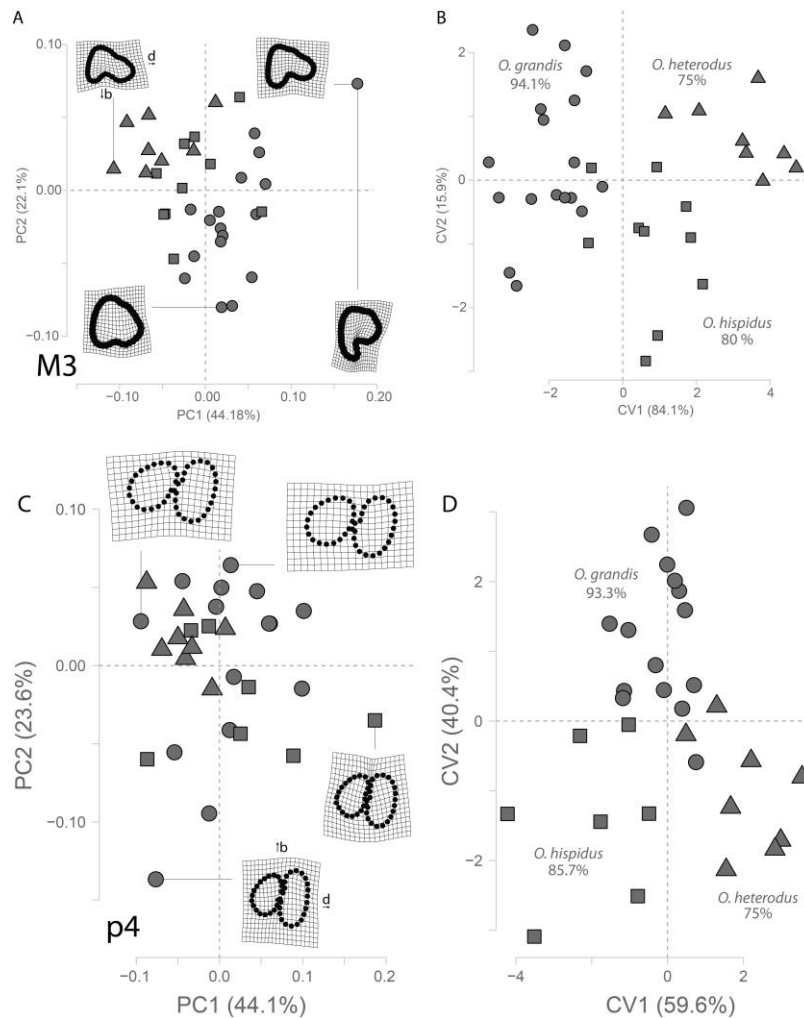 A
0.10
0.00
−0.10
PC2 (22.1%)
d
↓b
M3
−0.10
0.00
0.10
0.20
PC1 (44.18%)
B
2
0
−2
CV2 (15.9%)
O. grandis
94.1%
O. heterodus
75%
O. hispidus
80 %
−2
0
2
4
CV1 (84.1%)
C
0.10
0.00
−0.10
PC2 (23.6%)
↑b
d
p4
−0.1
0.0
0.1
0.2
PC1 (44.1%)
D
2
0
−2
CV2 (40.4%)
O. grandis
93.3%
O. hispidus
85.7%
O. heterodus
75%
−4
−2
0
2
CV1 (59.6%)